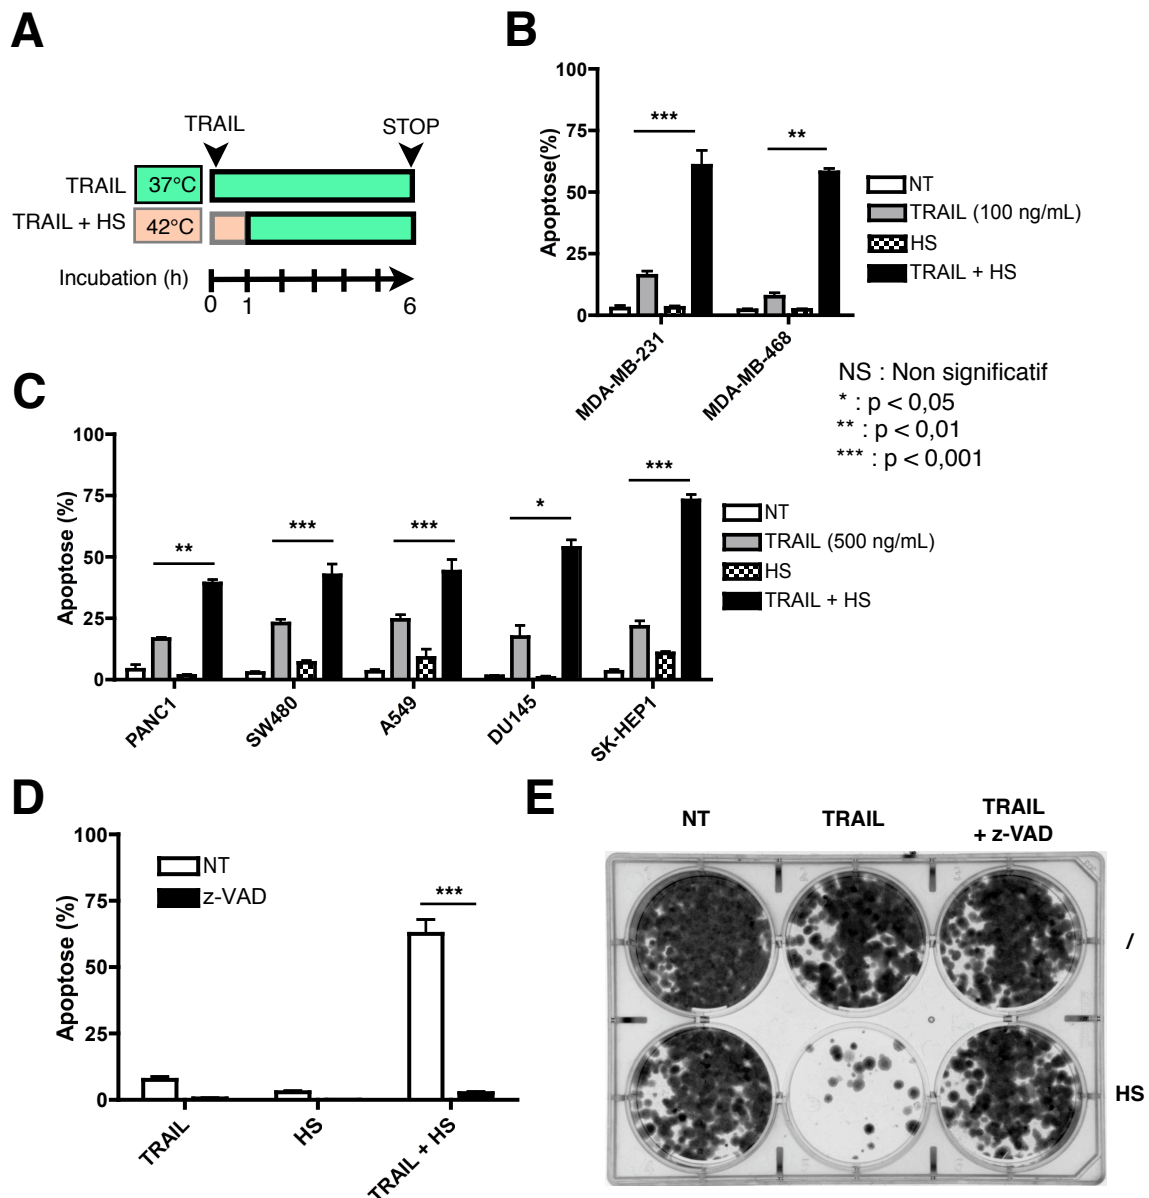 A
TRAIL
STOP
TRAIL
37°C
TRAIL + HS
42°C
Incubation (h)
0
1
6
B
Apoptose(%)
100
75
50
25
0
***
**
MDA-MB-231
MDA-MB-468
NT
TRAIL (100 ng/mL)
HS
TRAIL + HS
NS : Non significatif
* : p < 0,05
** : p < 0,01
*** : p < 0,001
C
Apoptose (%)
100
75
50
25
0
**
***
***
*
***
PANC1
SW480
A549
DU145
SK-HEP1
NT
TRAIL (500 ng/mL)
HS
TRAIL + HS
D
Apoptose (%)
100
75
50
25
0
NT
z-VAD
***
TRAIL
HS
TRAIL + HS
E
NT
TRAIL
TRAIL
+ z-VAD
/
HS